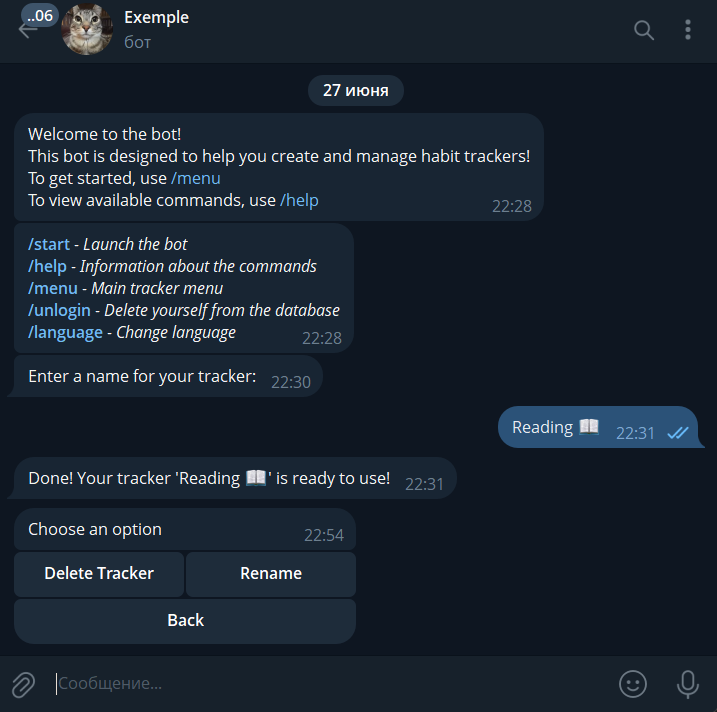 ..06
Exemple
бот
27 июня
Welcome to the bot!
This bot is designed to help you create and manage habit trackers!
To get started, use /menu
To view available commands, use /help
22:28
/start - Launch the bot
/help - Information about the commands
/menu - Main tracker menu
/unlogin - Delete yourself from the database
/language - Change language
22:28
Enter a name for your tracker: 22:30
Reading 📖 22:31
Done! Your tracker 'Reading 📖' is ready to use! 22:31
Choose an option 22:54
Delete Tracker Rename
Back
Сообщение...